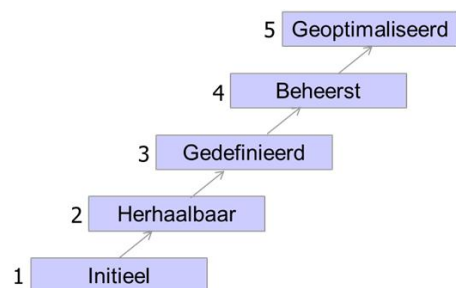 5 Geoptimaliseerd
4 Beheerst
3 Gedefinieerd
2 Herhaalbaar
1 Initieel